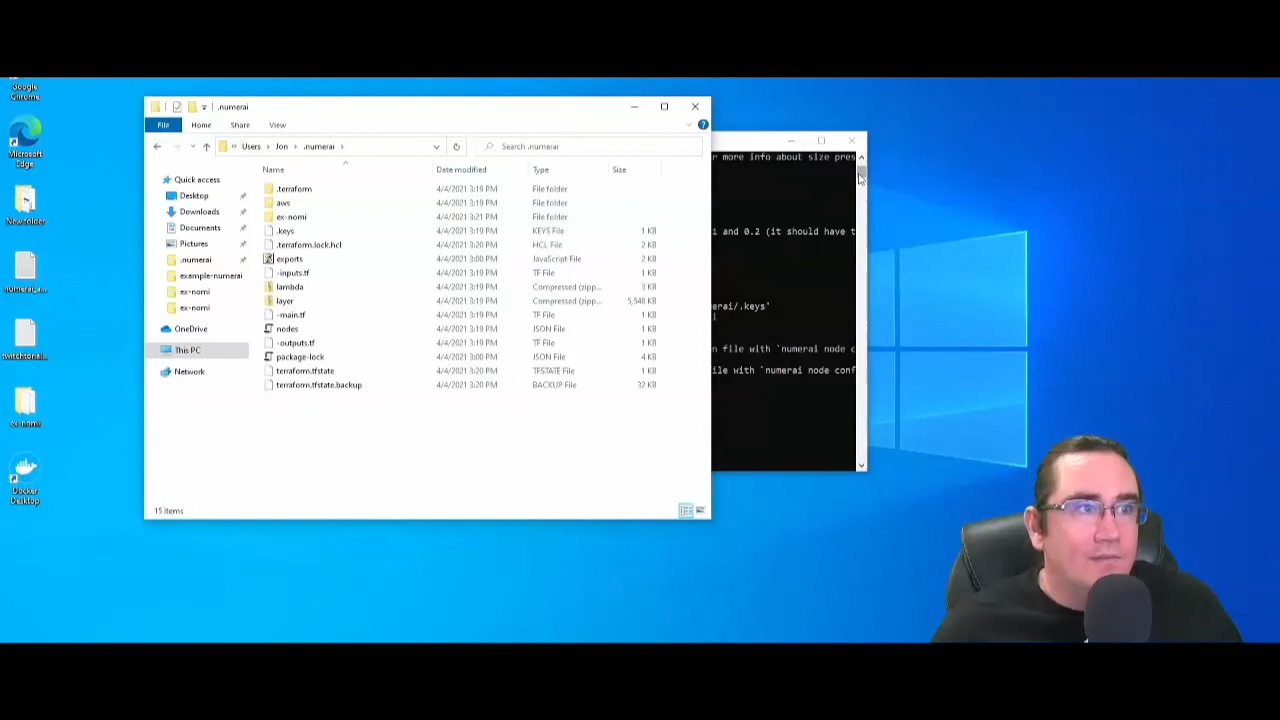 Google
Chrome
Microsoft
Edge
New folder
numerai_a...
twitchtorial...
ex-nomi
Docker
Desktop
.numerai
File Home Share View
Users Jon .numerai
Search .numerai
Name Date modified Type Size
Quick access
Desktop
Downloads
Documents
Pictures
.numerai
example-numerai
ex-nomi
ex-nomi
OneDrive
This PC
Network
.terraform 4/4/2021 3:19 PM File folder
aws 4/4/2021 3:19 PM File folder
ex-nomi 4/4/2021 3:21 PM File folder
.keys 4/4/2021 3:19 PM KEYS File 1 KB
.terraform.lock.hcl 4/4/2021 3:20 PM HCL File 2 KB
exports 4/4/2021 3:00 PM JavaScript File 2 KB
-inputs.tf 4/4/2021 3:19 PM TF File 1 KB
lambda 4/4/2021 3:19 PM Compressed (zipp... 3 KB
layer 4/4/2021 3:19 PM Compressed (zipp... 5,548 KB
-main.tf 4/4/2021 3:19 PM TF File 1 KB
nodes 4/4/2021 3:19 PM JSON File 1 KB
-outputs.tf 4/4/2021 3:19 PM TF File 1 KB
package-lock 4/4/2021 3:00 PM JSON File 4 KB
terraform.tfstate 4/4/2021 3:20 PM TFSTATE File 1 KB
terraform.tfstate.backup 4/4/2021 3:20 PM BACKUP File 32 KB
15 items
r more info about size pres
1 and 0.2 (it should have t
erai/.keys'
n file with `numerai node c
ile with `numerai node conf